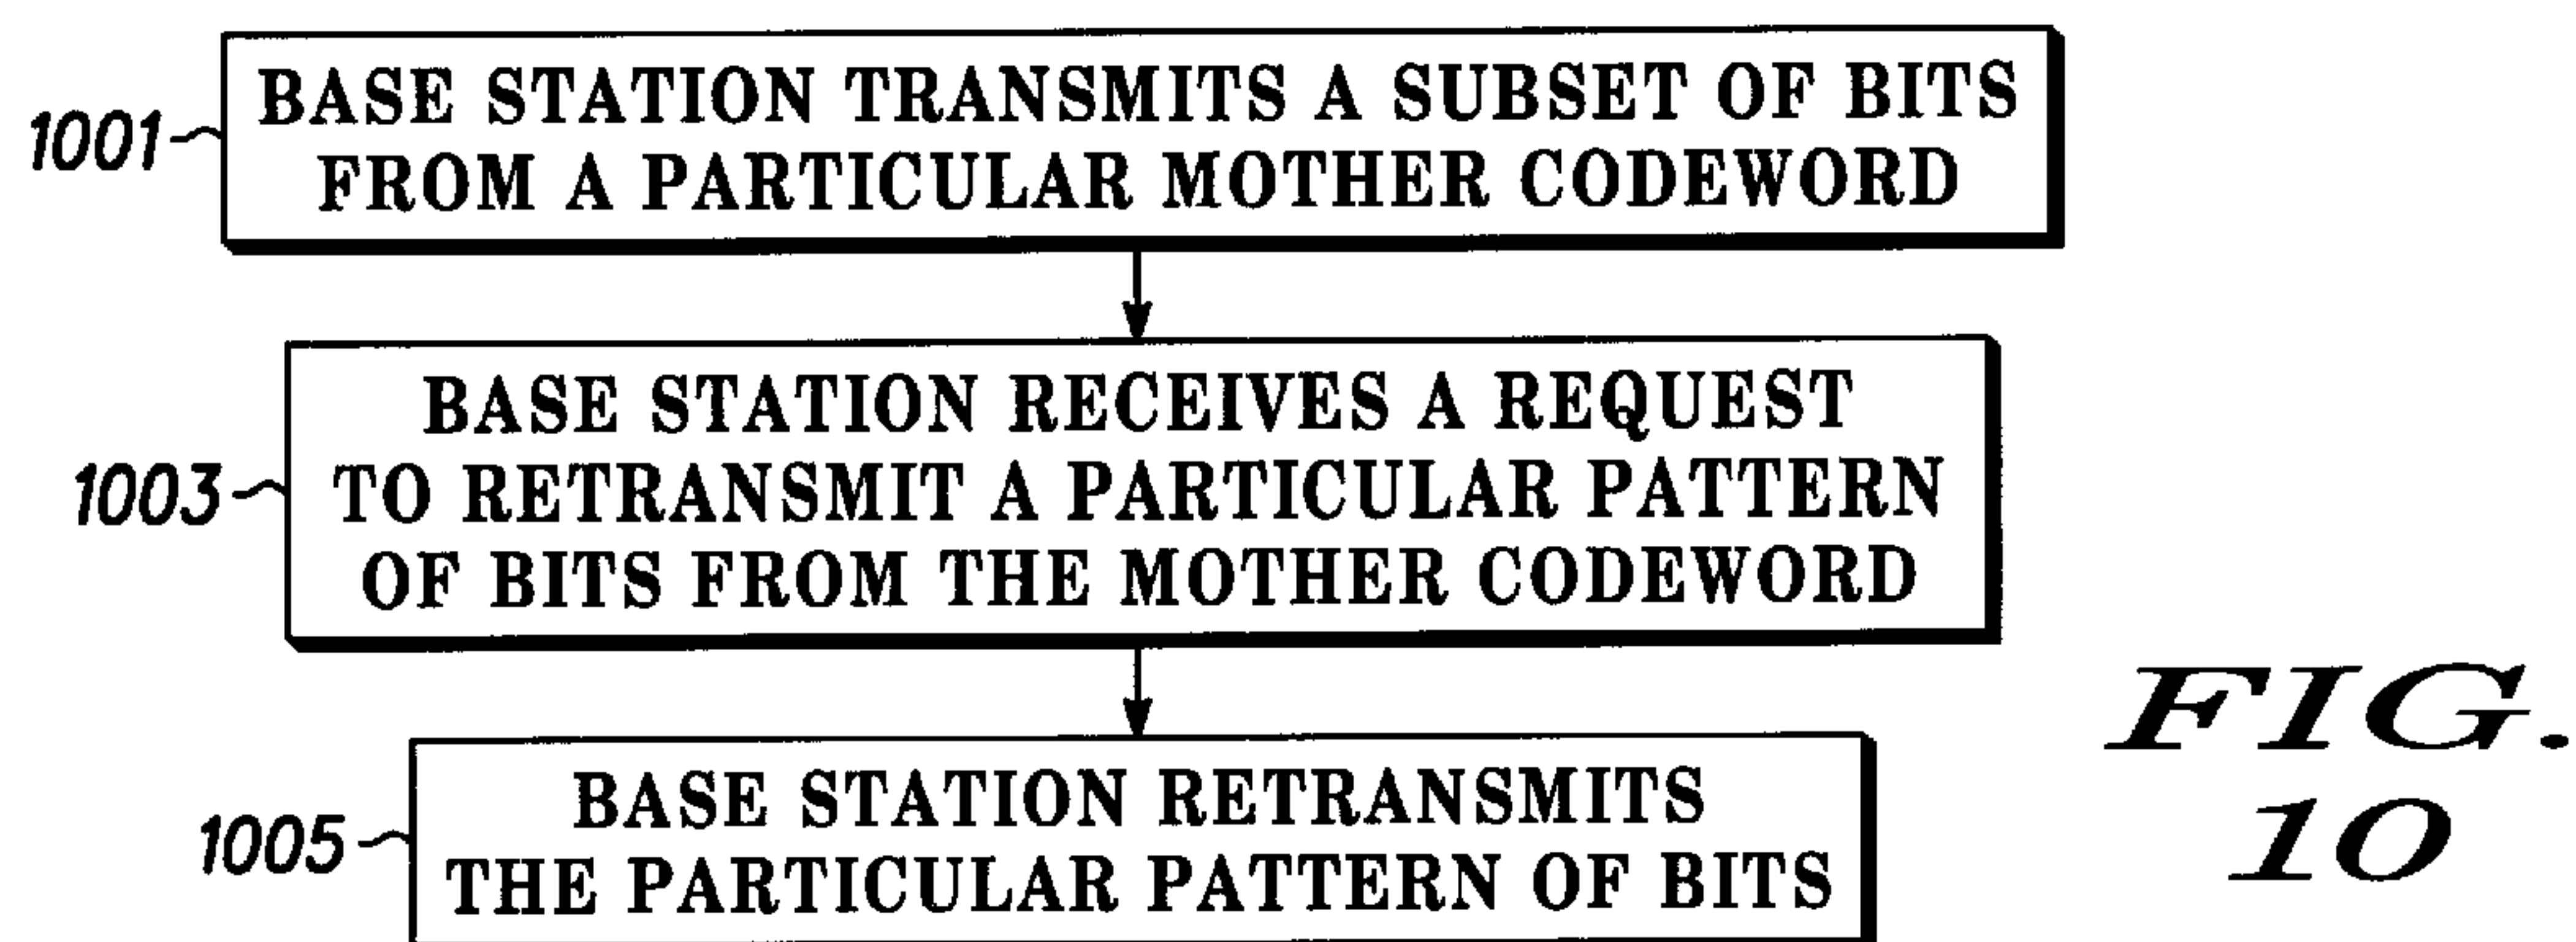 1001
BASE STATION TRANSMITS A SUBSET OF BITS
FROM A PARTICULAR MOTHER CODEWORD
1003
BASE STATION RECEIVES A REQUEST
TO RETRANSMIT A PARTICULAR PATTERN
OF BITS FROM THE MOTHER CODEWORD
1005
BASE STATION RETRANSMITS
THE PARTICULAR PATTERN OF BITS
FIG.
10